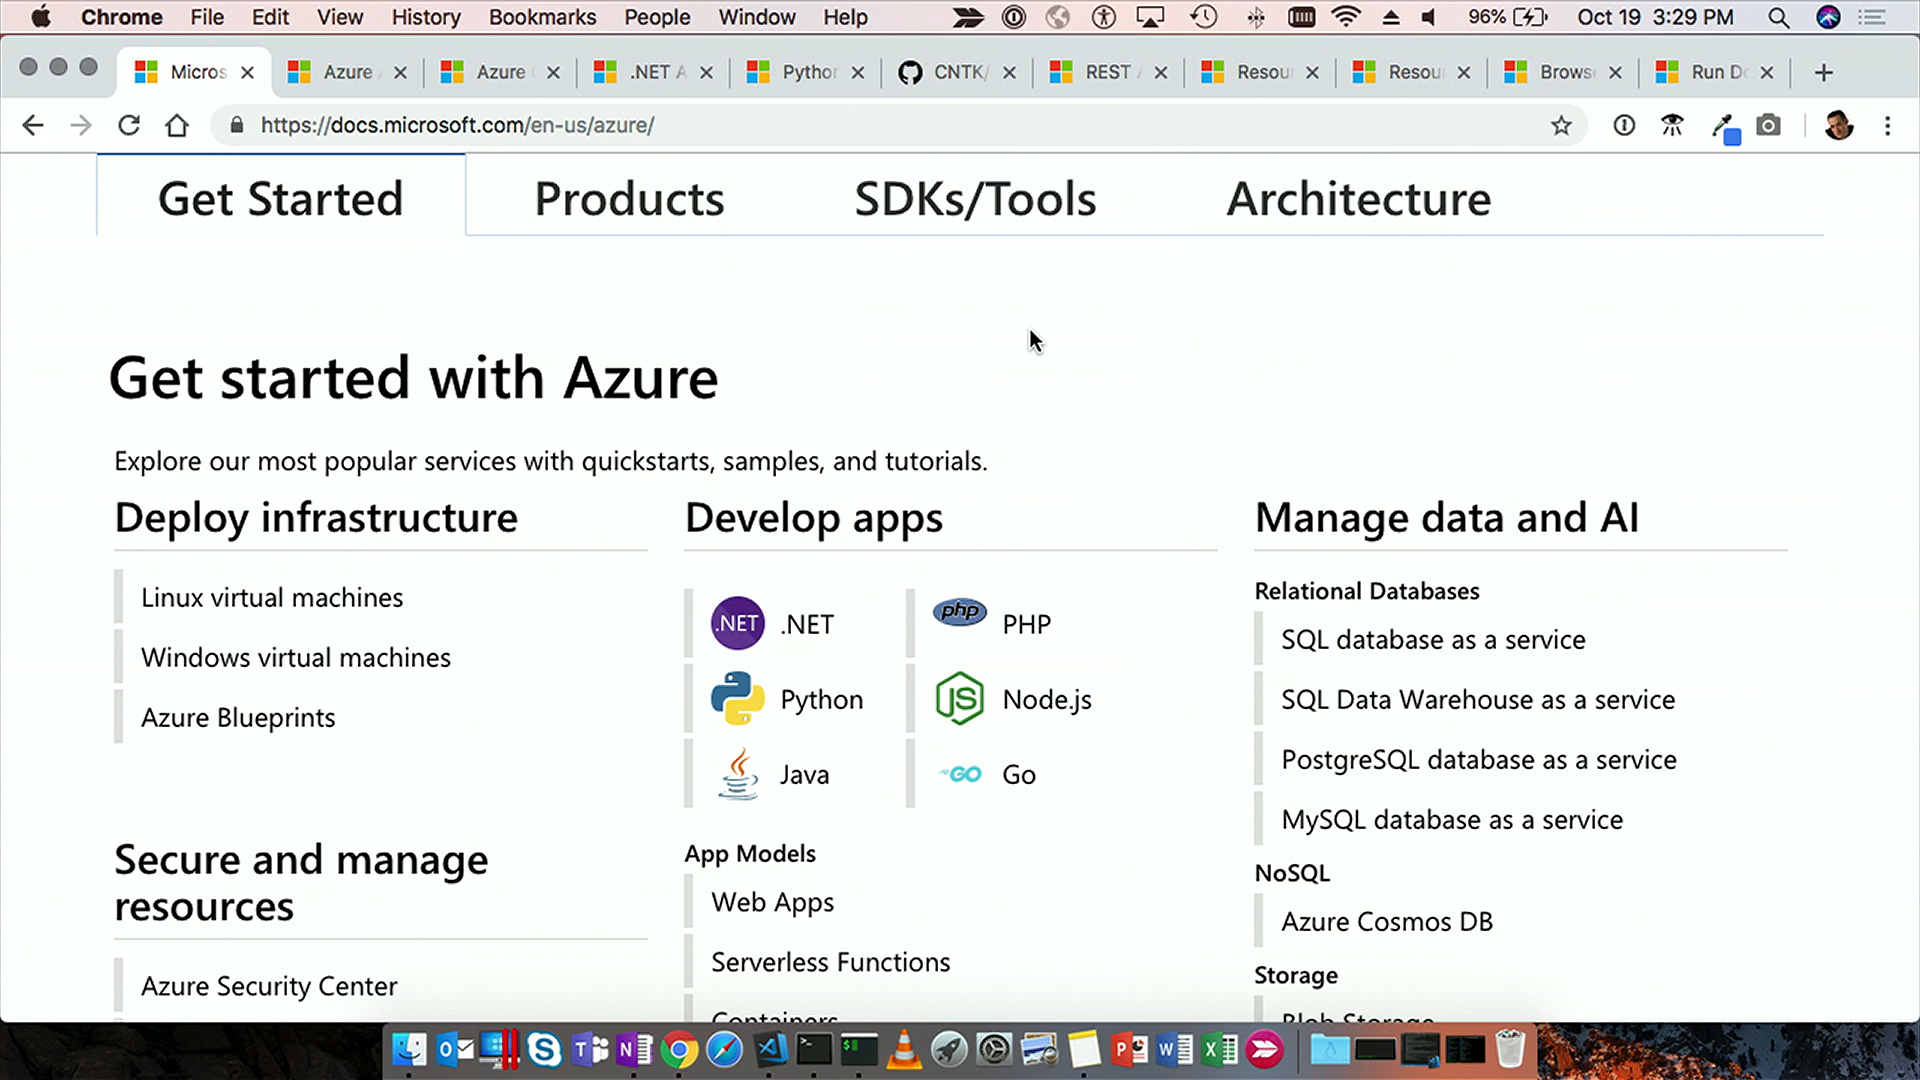 Chrome File Edit View History Bookmarks People Window Help 96% Oct 19 3:29 PM
Micros Azure Azure .NET A Python CNTK/ REST Resou Resou Brows Run D
https://docs.microsoft.com/en-us/azure/
Get Started Products SDKs/Tools Architecture
Get started with Azure
Explore our most popular services with quickstarts, samples, and tutorials.
Deploy infrastructure
Linux virtual machines
Windows virtual machines
Azure Blueprints
Secure and manage
resources
Azure Security Center
Develop apps
.NET .NET
php PHP
Python
JS Node.js
Java
GO Go
App Models
Web Apps
Serverless Functions
Containers
Manage data and AI
Relational Databases
SQL database as a service
SQL Data Warehouse as a service
PostgreSQL database as a service
MySQL database as a service
NoSQL
Azure Cosmos DB
Storage
Blob Storage